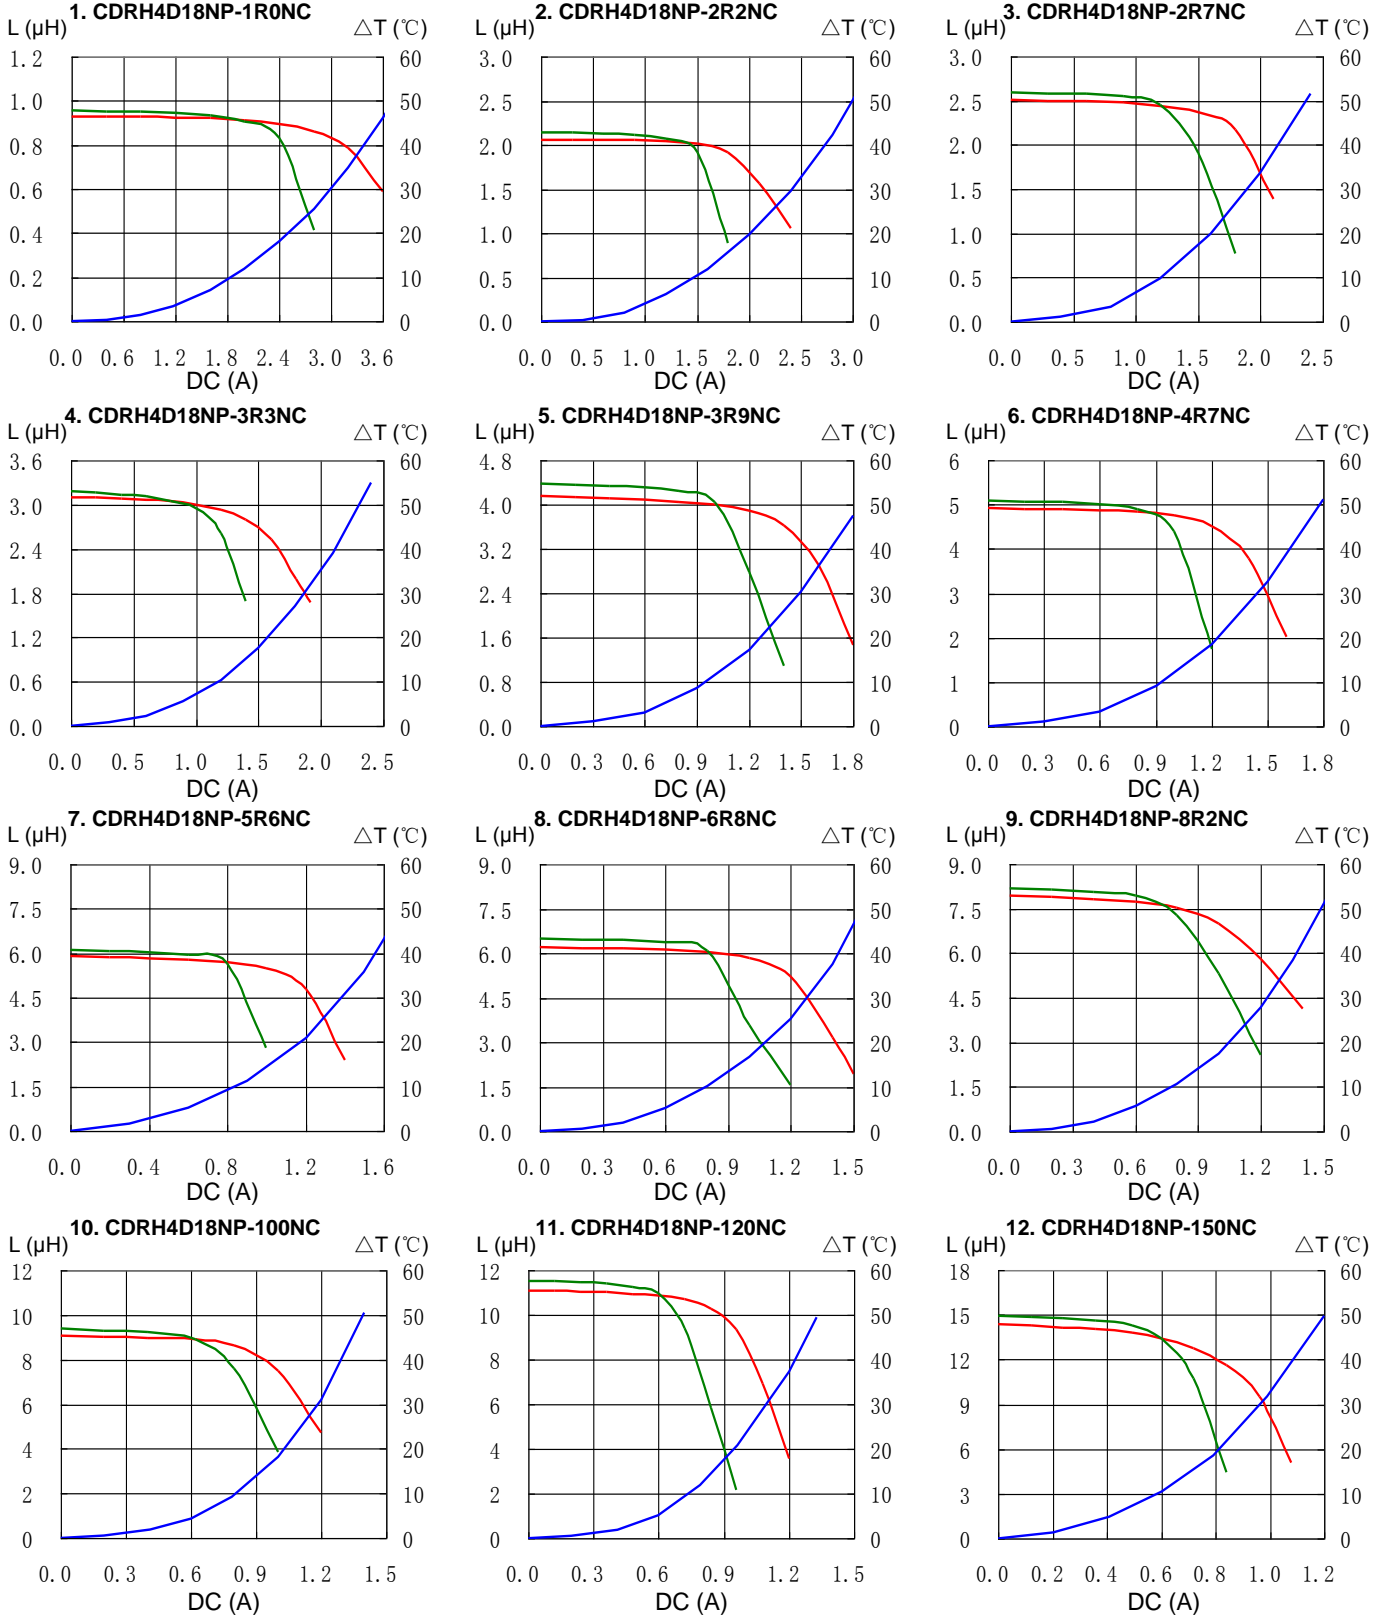 1. CDRH4D18NP-1R0NC
L (μH) △T (℃)
1.2 60
1.0 50
0.8 40
0.6 30
0.4 20
0.2 10
0.0 0
0.0 0.6 1.2 1.8 2.4 3.0 3.6
DC (A)
2. CDRH4D18NP-2R2NC
L (μH) △T (℃)
3.0 60
2.5 50
2.0 40
1.5 30
1.0 20
0.5 10
0.0 0
0.0 0.4 0.8 1.5 2.0 3.0
DC (A)
3. CDRH4D18NP-2R7NC
L (μH) △T (℃)
3.0 60
2.5 50
2.0 40
1.5 30
1.0 20
0.5 10
0.0 0
0.0 0.5 1.0 1.5 2.0 2.5
DC (A)
4. CDRH4D18NP-3R3NC
L (μH) △T (℃)
3.6 60
3.0 50
2.4 40
1.8 30
1.2 20
0.6 10
0.0 0
0.0 0.5 1.0 1.5 2.0 2.5
DC (A)
5. CDRH4D18NP-3R9NC
L (μH) △T (℃)
4.8 60
4.0 50
3.2 40
2.4 30
1.6 20
0.8 10
0.0 0
0.0 0.3 0.6 0.9 1.2 1.5 1.8
DC (A)
6. CDRH4D18NP-4R7NC
L (μH) △T (℃)
6 60
5 50
4 40
3 30
2 20
1 10
0 0
0.0 0.3 0.6 0.9 1.2 1.5 1.8
DC (A)
7. CDRH4D18NP-5R6NC
L (μH) △T (℃)
9.0 60
7.5 50
6.0 40
4.5 30
3.0 20
1.5 10
0.0 0
0.0 0.4 0.8 1.2 1.6
DC (A)
8. CDRH4D18NP-6R8NC
L (μH) △T (℃)
9.0 60
7.5 50
6.0 40
4.5 30
3.0 20
1.5 10
0.0 0
0.0 0.3 0.6 0.9 1.2 1.5
DC (A)
9. CDRH4D18NP-8R2NC
L (μH) △T (℃)
9.0 60
7.5 50
6.0 40
4.5 30
3.0 20
1.5 10
0.0 0
0.0 0.3 0.6 0.9 1.2 1.5
DC (A)
10. CDRH4D18NP-100NC
L (μH) △T (℃)
12 60
10 50
8 40
6 30
4 20
2 10
0 0
0.0 0.3 0.6 0.9 1.2 1.5
DC (A)
11. CDRH4D18NP-120NC
L (μH) △T (℃)
12 60
10 50
8 40
6 30
4 20
2 10
0 0
0.0 0.3 0.6 0.9 1.2 1.5
DC (A)
12. CDRH4D18NP-150NC
L (μH) △T (℃)
18 60
15 50
12 40
9 30
6 20
3 10
0 0
0.0 0.2 0.4 0.6 0.8 1.0 1.2
DC (A)